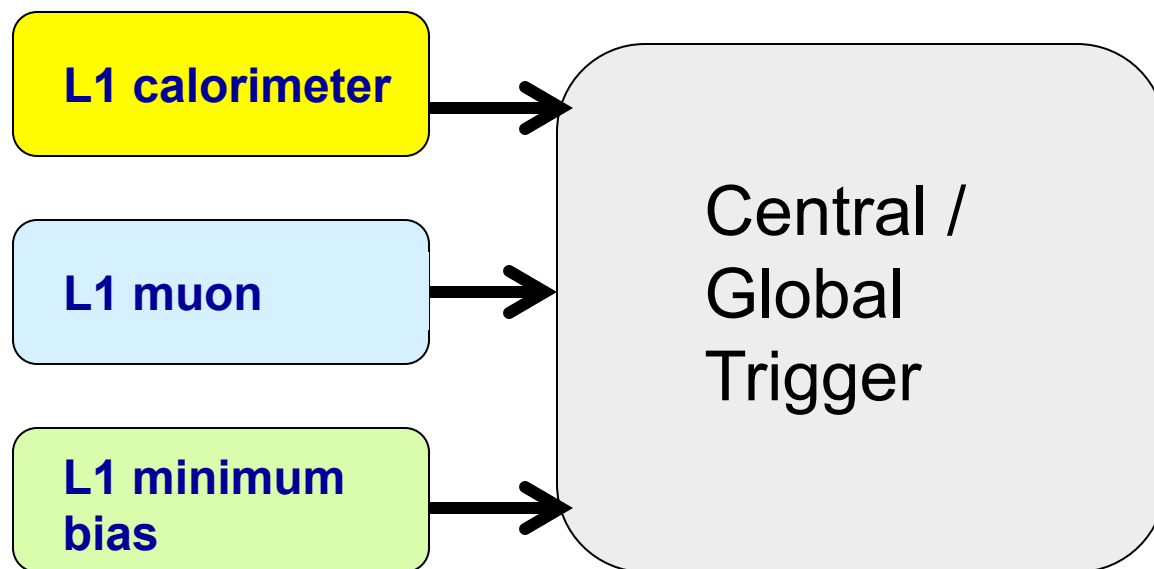 L1 calorimeter
L1 muon
L1 minimum
bias
Central /
Global
Trigger